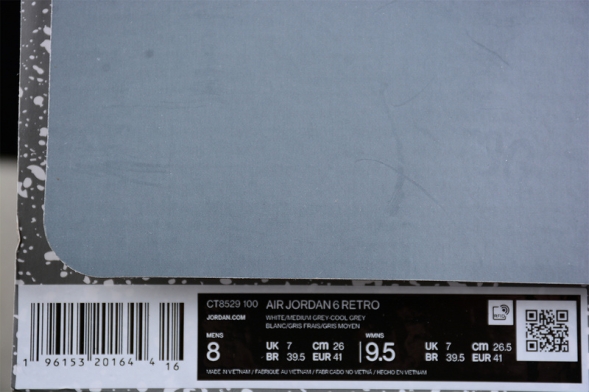 CT8529 100 AIR JORDAN 6 RETRO
JORDAN.COM WHITE/MEDIUM GREY-COOL GREY
BLANC/GRIS FRAIS/GRIS MOYEN
MENS WMNS
8 UK 7 CM 26 9.5 UK 7 CM 26.5
BR 39.5 EUR 41 BR 39.5 EUR 41
MADE IN VIETNAM / FABRIQUÉ AU VIETNAM / FABRICADO NO VIETNÃ / HECHO EN VIETNAM
1 96153 20164 4 16